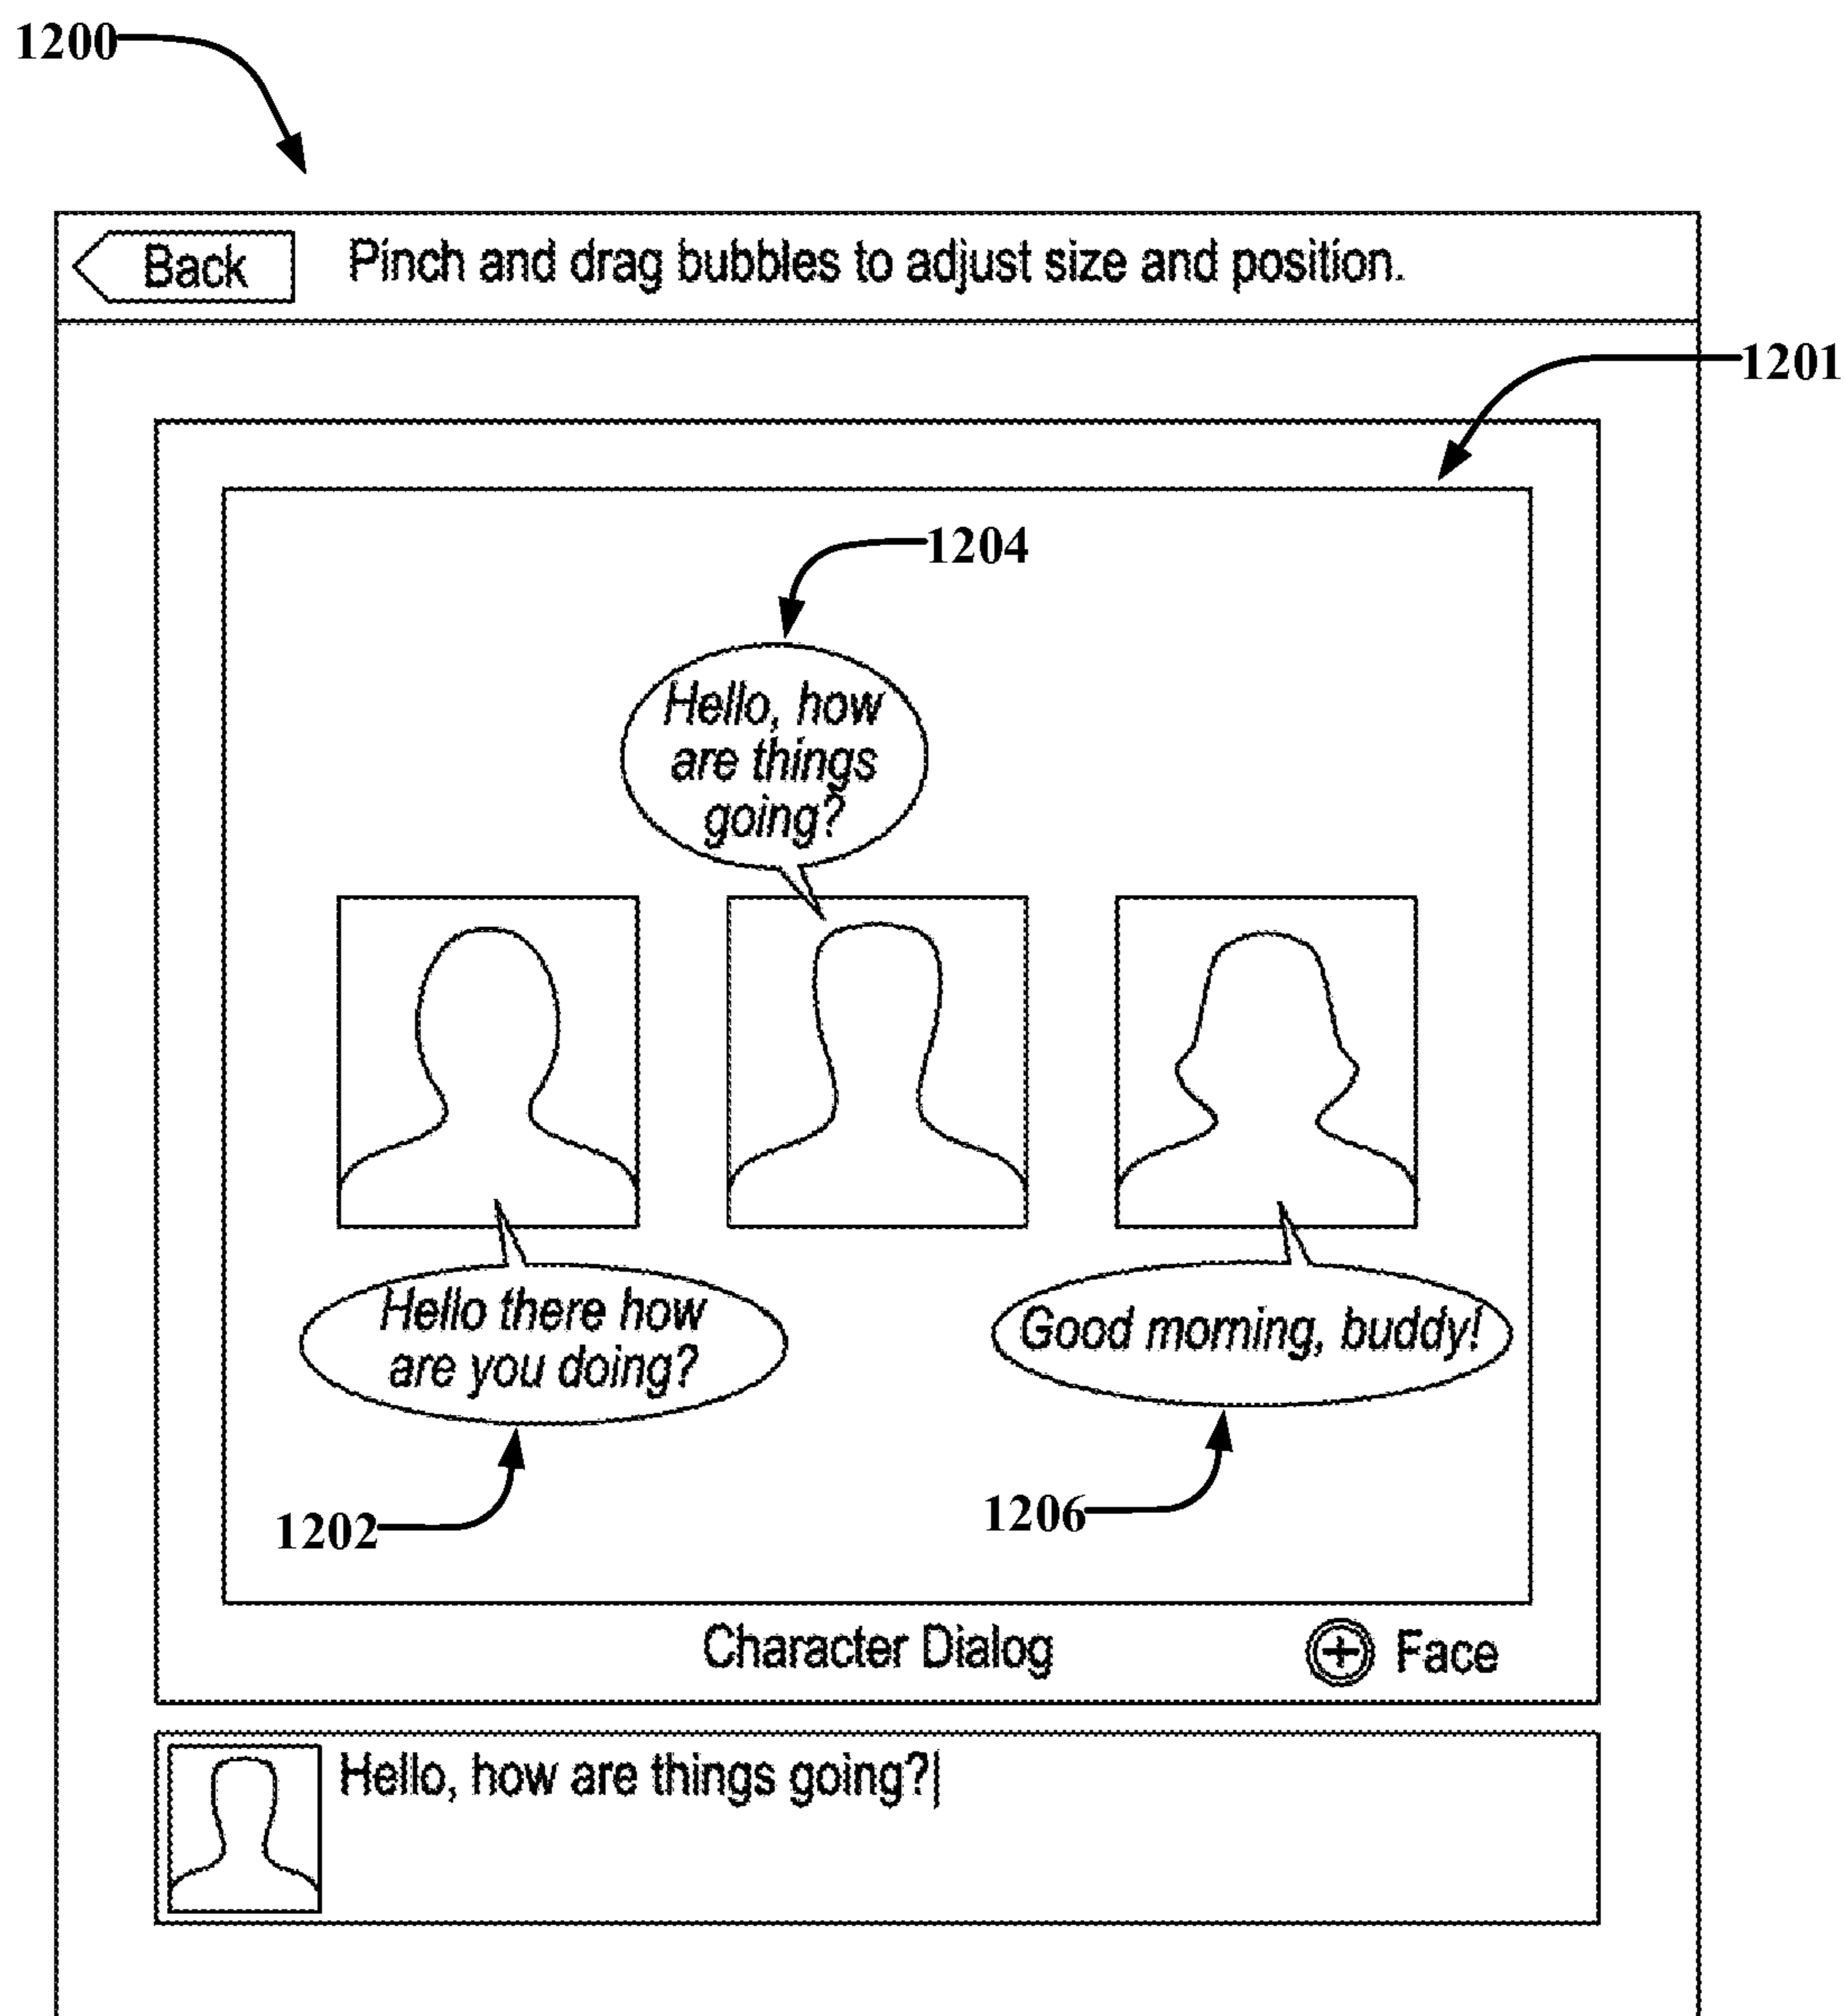 1200
Back
Pinch and drag bubbles to adjust size and position.
1201
1204
Hello, how
are things
going?
Hello there how
are you doing?
Good morning, buddy!
1202
1206
Character Dialog
+ Face
Hello, how are things going?